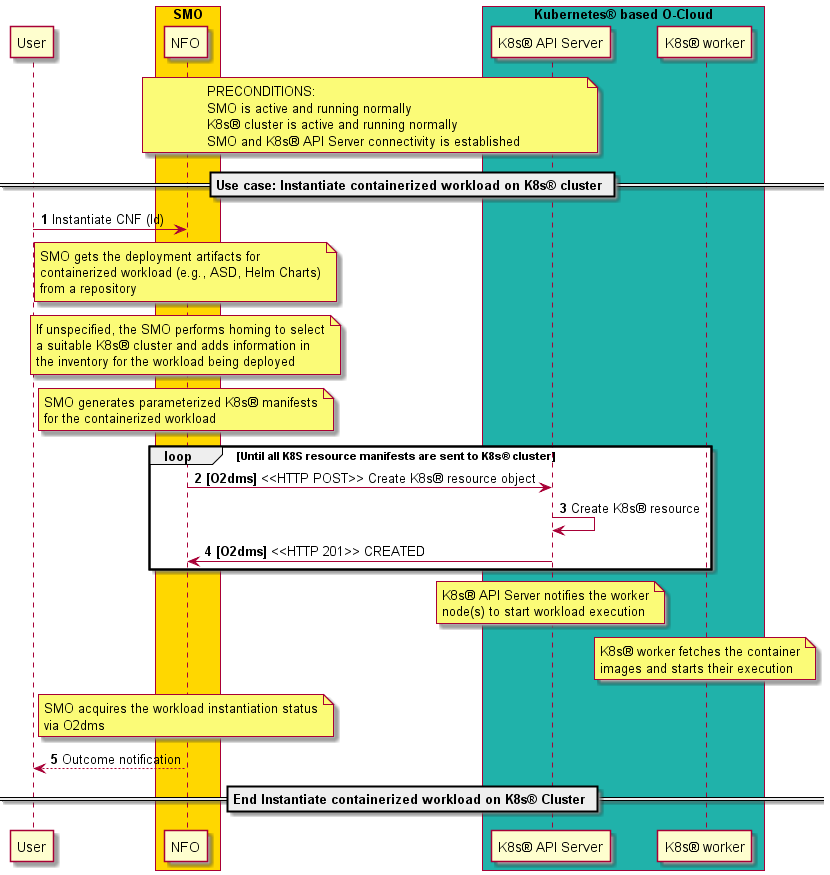 SMO
Kubernetes® based O-Cloud
User
NFO
K8s® API Server
K8s® worker
PRECONDITIONS:
SMO is active and running normally
K8s® cluster is active and running normally
SMO and K8s® API Server connectivity is established
Use case: Instantiate containerized workload on K8s® cluster
1 Instantiate CNF (Id)
SMO gets the deployment artifacts for
containerized workload (e.g., ASD, Helm Charts)
from a repository
If unspecified, the SMO performs homing to select
a suitable K8s® cluster and adds information in
the inventory for the workload being deployed
SMO generates parameterized K8s® manifests
for the containerized workload
loop [Until all K8S resource manifests are sent to K8s® cluster]
2 [O2dms] <<HTTP POST>> Create K8s® resource object
3 Create K8s® resource
4 [O2dms] <<HTTP 201>> CREATED
K8s® API Server notifies the worker
node(s) to start workload execution
K8s® worker fetches the container
images and starts their execution
SMO acquires the workload instantiation status
via O2dms
5 Outcome notification
End Instantiate containerized workload on K8s® Cluster
User
NFO
K8s® API Server
K8s® worker